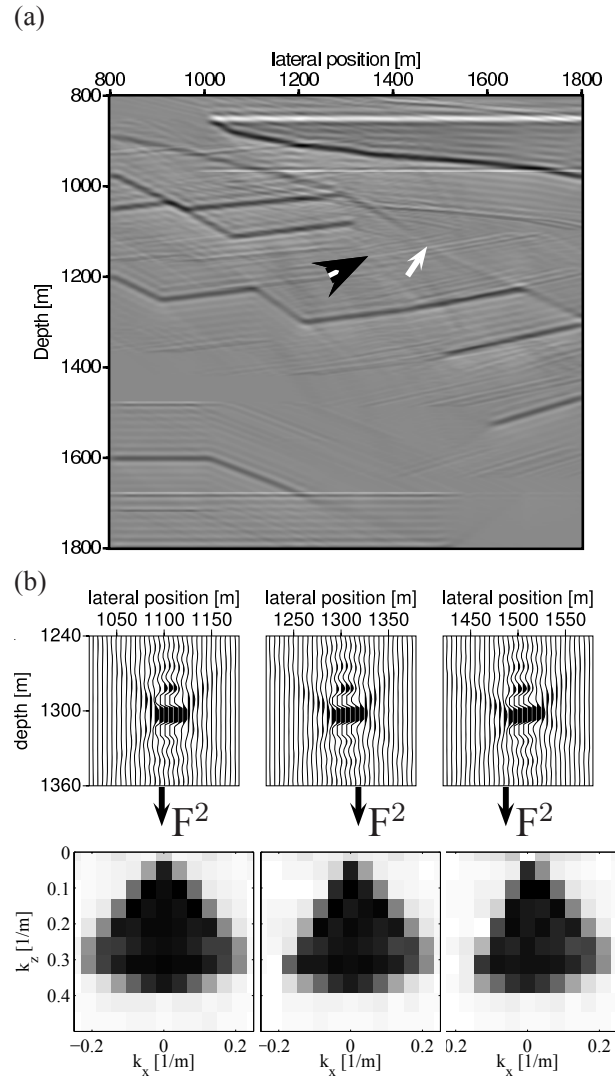 (a)
lateral position [m]
800 1000 1200 1400 1600 1800
800
1000
1200
1400
1600
1800
Depth [m]
(b)
lateral position [m] lateral position [m] lateral position [m]
1050 1100 1150 1250 1300 1350 1450 1500 1550
1240
1300
1360
depth [m]
F² F² F²
0
0.1
0.2
0.3
0.4
k_z [1/m]
−0.2 0 0.2 −0.2 0 0.2 −0.2 0 0.2
k_x [1/m] k_x [1/m] k_x [1/m]